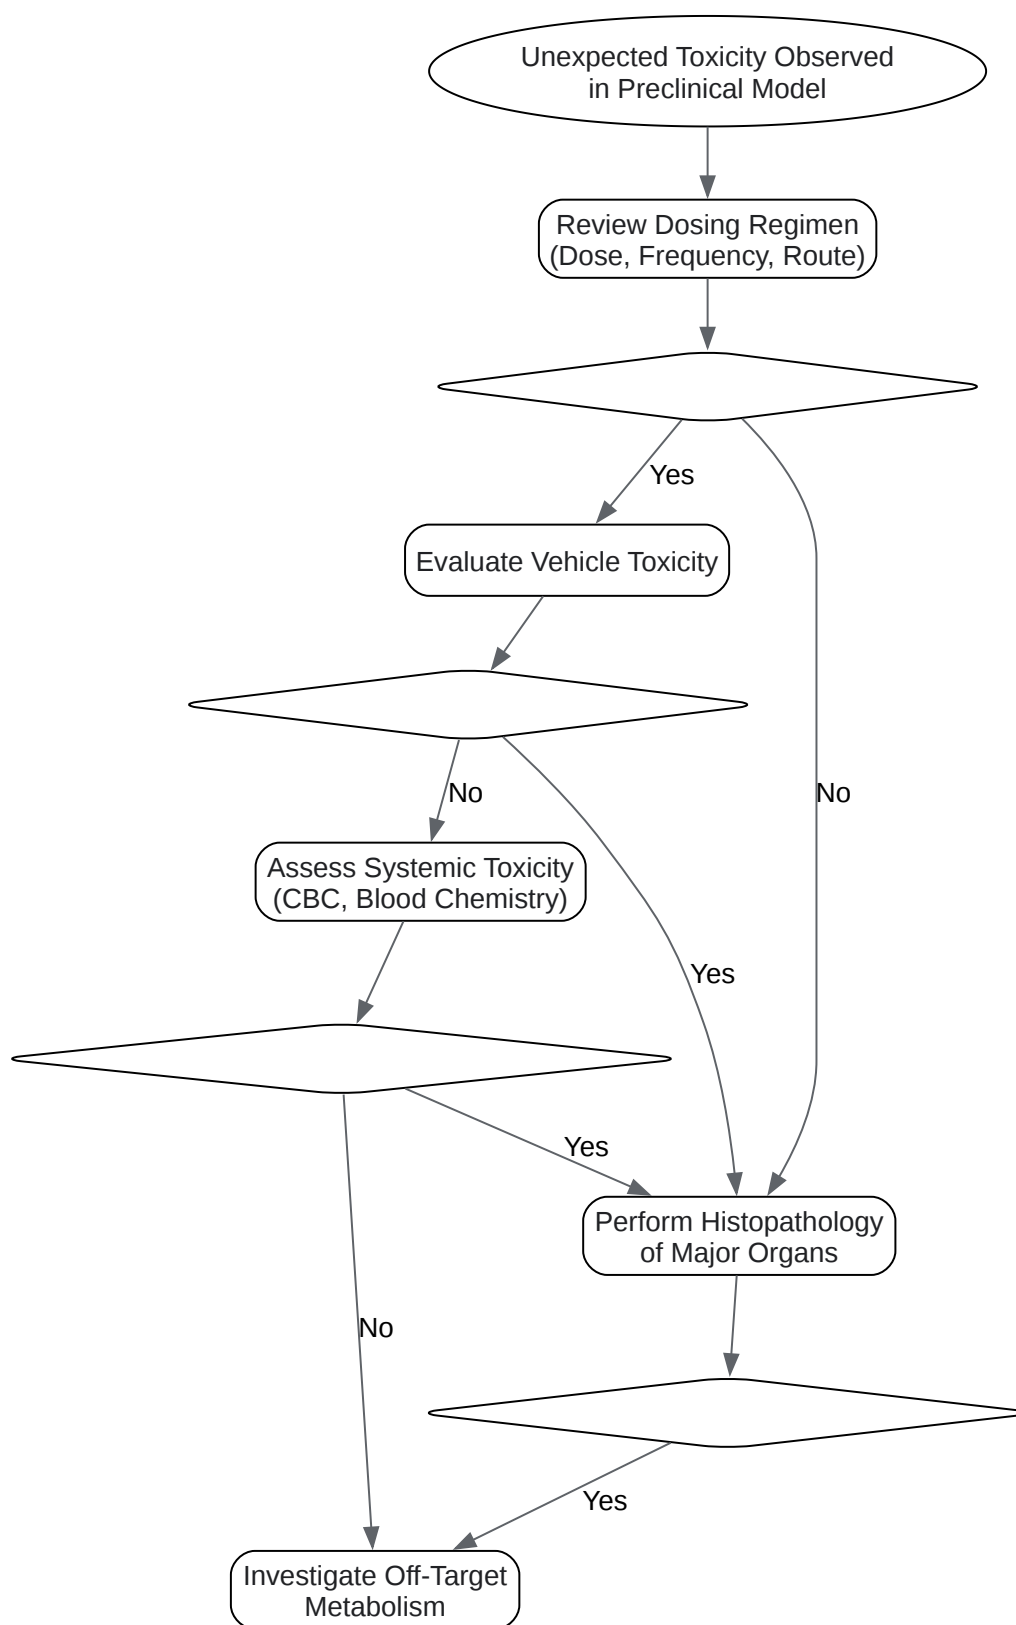 Unexpected Toxicity Observed
in Preclinical Model
Review Dosing Regimen
(Dose, Frequency, Route)
Yes
Evaluate Vehicle Toxicity
No
No
Assess Systemic Toxicity
(CBC, Blood Chemistry)
Yes
Yes
Perform Histopathology
of Major Organs
No
Yes
Investigate Off-Target
Metabolism